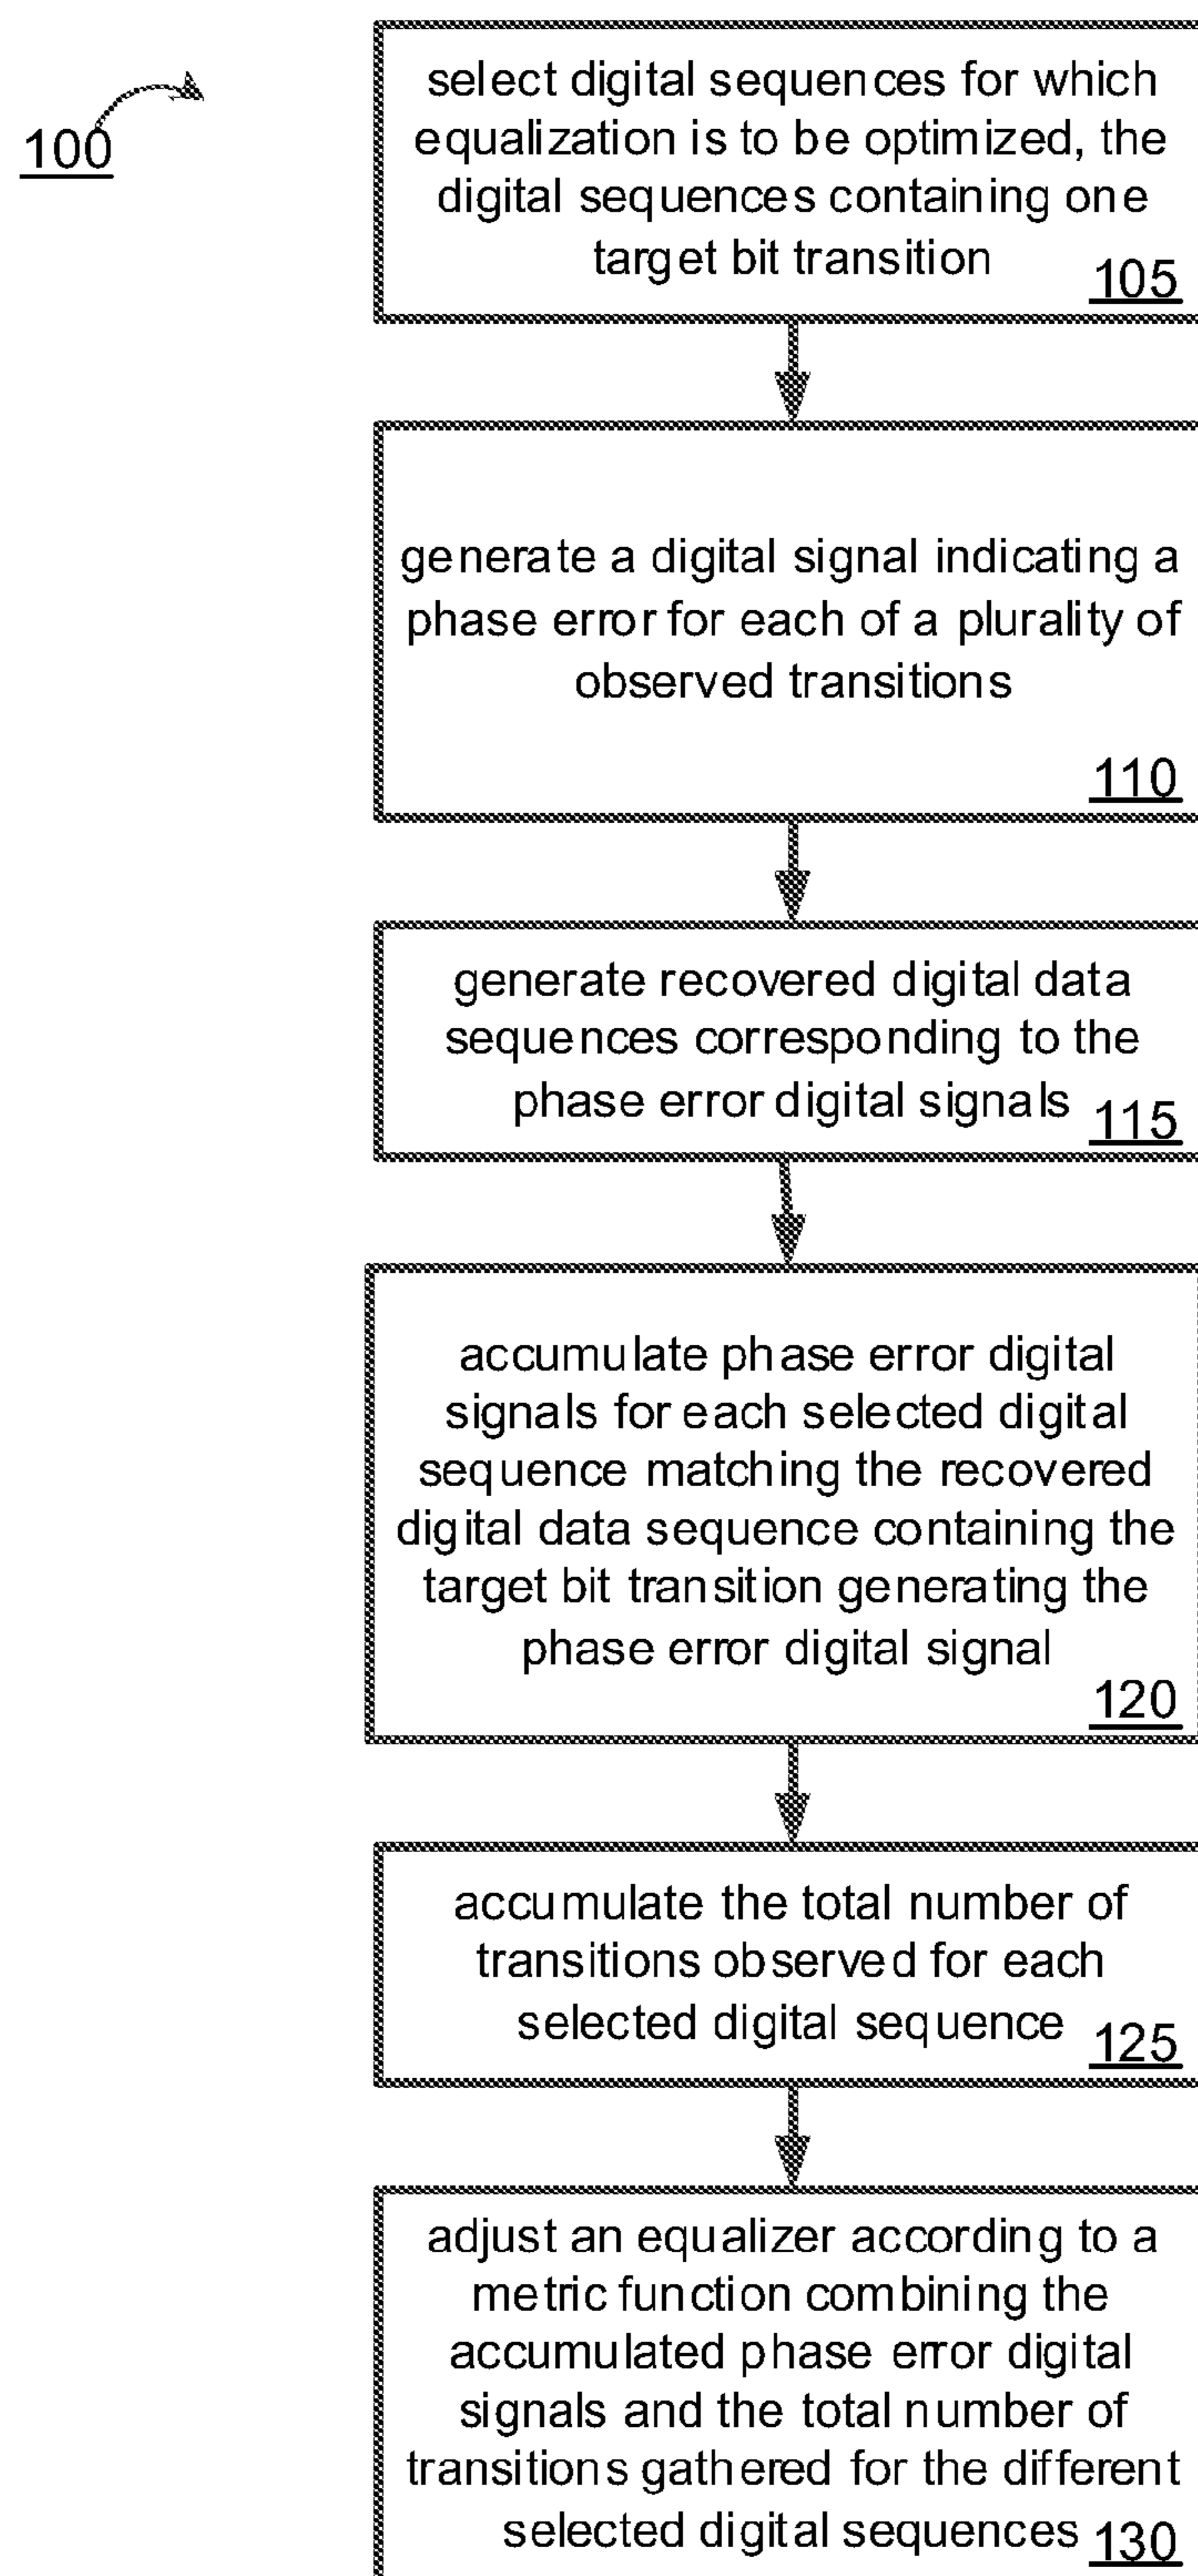 100
select digital sequences for which
equalization is to be optimized, the
digital sequences containing one
target bit transition
105
generate a digital signal indicating a
phase error for each of a plurality of
observed transitions
110
generate recovered digital data
sequences corresponding to the
phase error digital signals
115
accumulate phase error digital
signals for each selected digital
sequence matching the recovered
digital data sequence containing the
target bit transition generating the
phase error digital signal
120
accumulate the total number of
transitions observed for each
selected digital sequence
125
adjust an equalizer according to a
metric function combining the
accumulated phase error digital
signals and the total number of
transitions gathered for the different
selected digital sequences
130